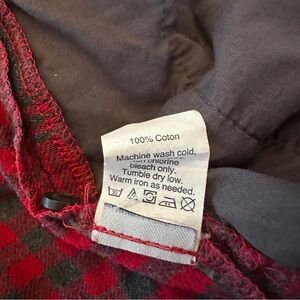 100% Coton
Machine wash cold.
non chlorine
bleach only.
Tumble dry low.
Warm iron as needed.